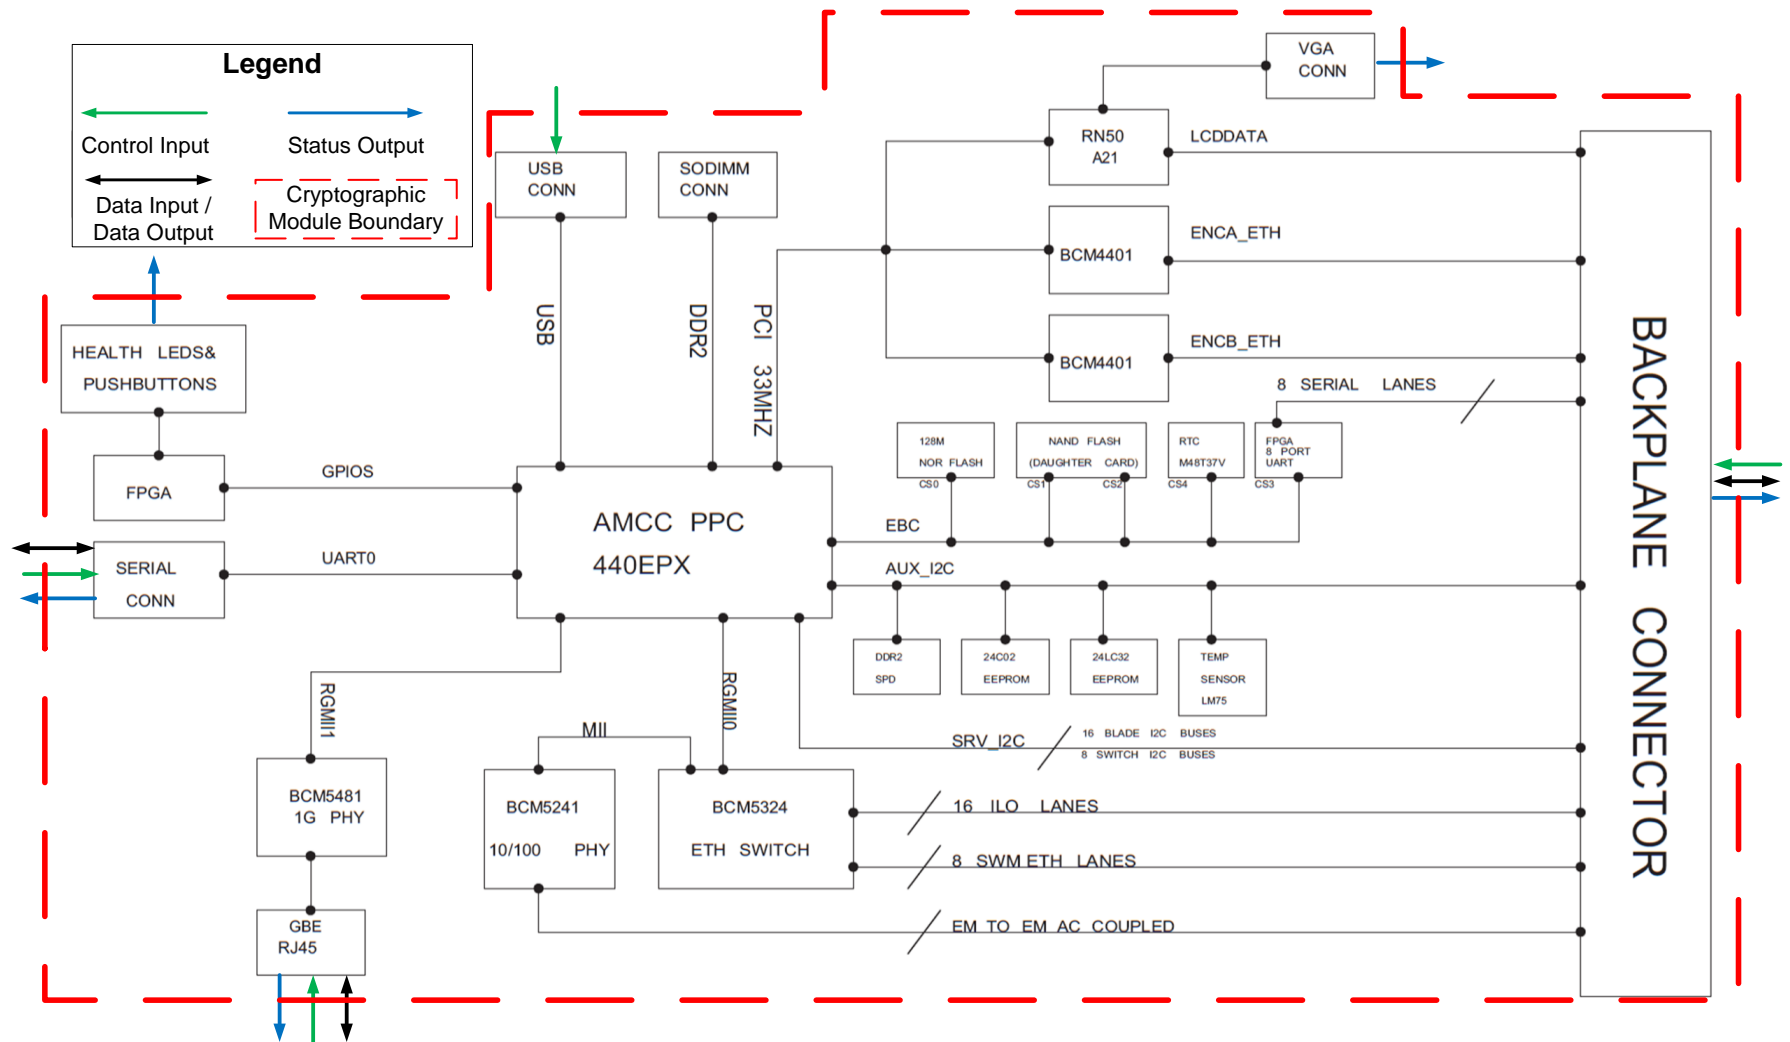 Legend
Control Input
Status Output
Data Input /
Data Output
Cryptographic
Module Boundary
VGA
CONN
USB
CONN
SODIMM
CONN
RN50
A21
LCDDATA
BCM4401
ENCA_ETH
BCM4401
ENCB_ETH
8 SERIAL LANES
USB
DDR2
PCI 33MHZ
HEALTH LEDS&
PUSHBUTTONS
FPGA
GPIOS
SERIAL
CONN
UART0
AMCC PPC
440EPX
128M
NOR FLASH
CS0
NAND FLASH
(DAUGHTER CARD)
CS1
CS2
RTC
M48T37V
CS4
FPGA
8 PORT
UART
CS3
EBC
AUX_I2C
DDR2
SPD
24C02
EEPROM
24LC32
EEPROM
TEMP
SENSOR
LM75
RGMII1
RGMII0
MII
SRV_I2C
16 BLADE I2C BUSES
8 SWITCH I2C BUSES
BCM5481
1G PHY
BCM5241
10/100 PHY
BCM5324
ETH SWITCH
16 ILO LANES
8 SWM ETH LANES
EM TO EM AC COUPLED
GBE
RJ45
BACKPLANE CONNECTOR